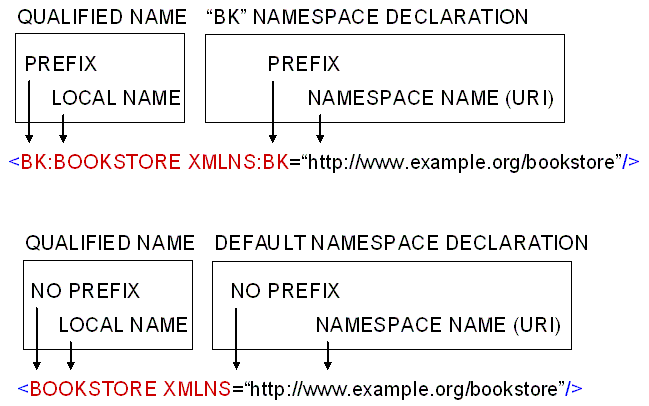 QUALIFIED NAME “BK” NAMESPACE DECLARATION
PREFIX PREFIX
LOCAL NAME NAMESPACE NAME (URI)
<BK:BOOKSTORE XMLNS:BK=“http://www.example.org/bookstore”/>
QUALIFIED NAME DEFAULT NAMESPACE DECLARATION
NO PREFIX NO PREFIX
LOCAL NAME NAMESPACE NAME (URI)
<BOOKSTORE XMLNS=“http://www.example.org/bookstore”/>